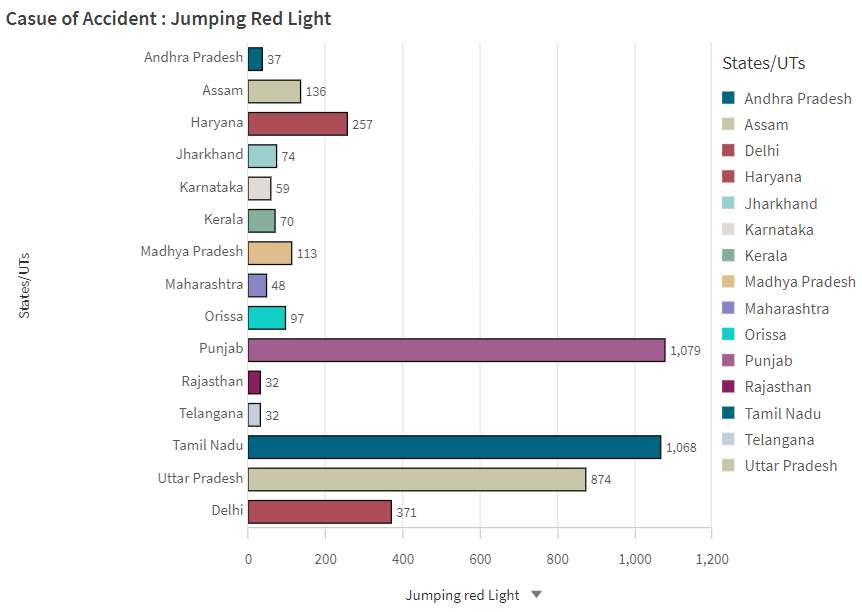 Casue of Accident : Jumping Red Light
States/UTs
Andhra Pradesh 37
Assam 136
Haryana 257
Jharkhand 74
Karnataka 59
Kerala 70
Madhya Pradesh 113
Maharashtra 48
Orissa 97
Punjab 1,079
Rajasthan 32
Telangana 32
Tamil Nadu 1,068
Uttar Pradesh 874
Delhi 371
0 200 400 600 800 1,000 1,200
Jumping red Light
States/UTs
Andhra Pradesh
Assam
Delhi
Haryana
Jharkhand
Karnataka
Kerala
Madhya Pradesh
Maharashtra
Orissa
Punjab
Rajasthan
Tamil Nadu
Telangana
Uttar Pradesh